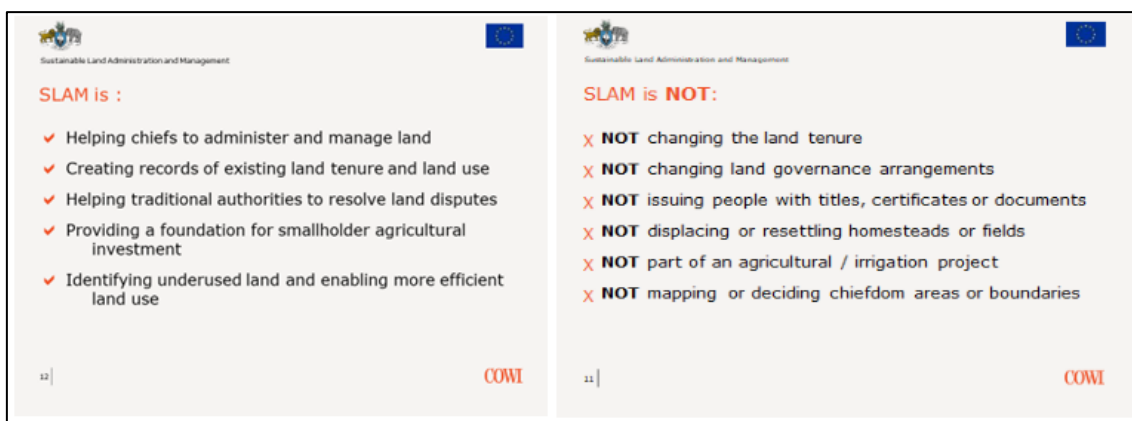 Sustainable Land Administration and Management
SLAM is :
✓ Helping chiefs to administer and manage land
✓ Creating records of existing land tenure and land use
✓ Helping traditional authorities to resolve land disputes
✓ Providing a foundation for smallholder agricultural
investment
✓ Identifying underused land and enabling more efficient
land use
12
COWI
Sustainable Land Administration and Management
SLAM is NOT:
X NOT changing the land tenure
X NOT changing land governance arrangements
X NOT issuing people with titles, certificates or documents
X NOT displacing or resettling homesteads or fields
X NOT part of an agricultural / irrigation project
X NOT mapping or deciding chiefdom areas or boundaries
11
COWI